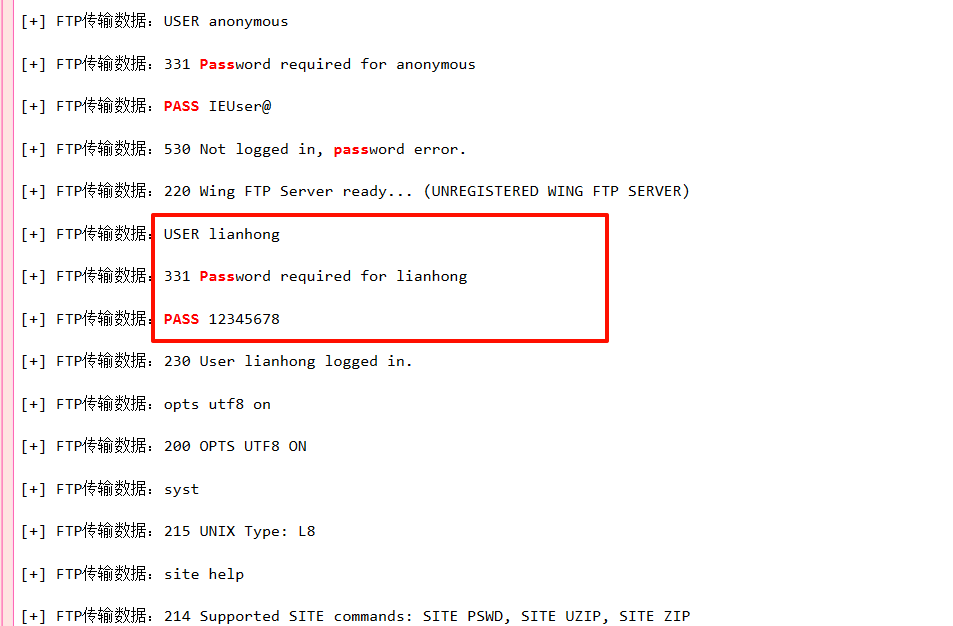 [+] FTP传输数据：USER anonymous
[+] FTP传输数据：331 Password required for anonymous
[+] FTP传输数据：PASS IEUser@
[+] FTP传输数据：530 Not logged in, password error.
[+] FTP传输数据：220 Wing FTP Server ready... (UNREGISTERED WING FTP SERVER)
[+] FTP传输数据：USER lianhong
[+] FTP传输数据：331 Password required for lianhong
[+] FTP传输数据：PASS 12345678
[+] FTP传输数据：230 User lianhong logged in.
[+] FTP传输数据：opts utf8 on
[+] FTP传输数据：200 OPTS UTF8 ON
[+] FTP传输数据：syst
[+] FTP传输数据：215 UNIX Type: L8
[+] FTP传输数据：site help
[+] FTP传输数据：214 Supported SITE commands: SITE PSWD, SITE UZIP, SITE ZIP